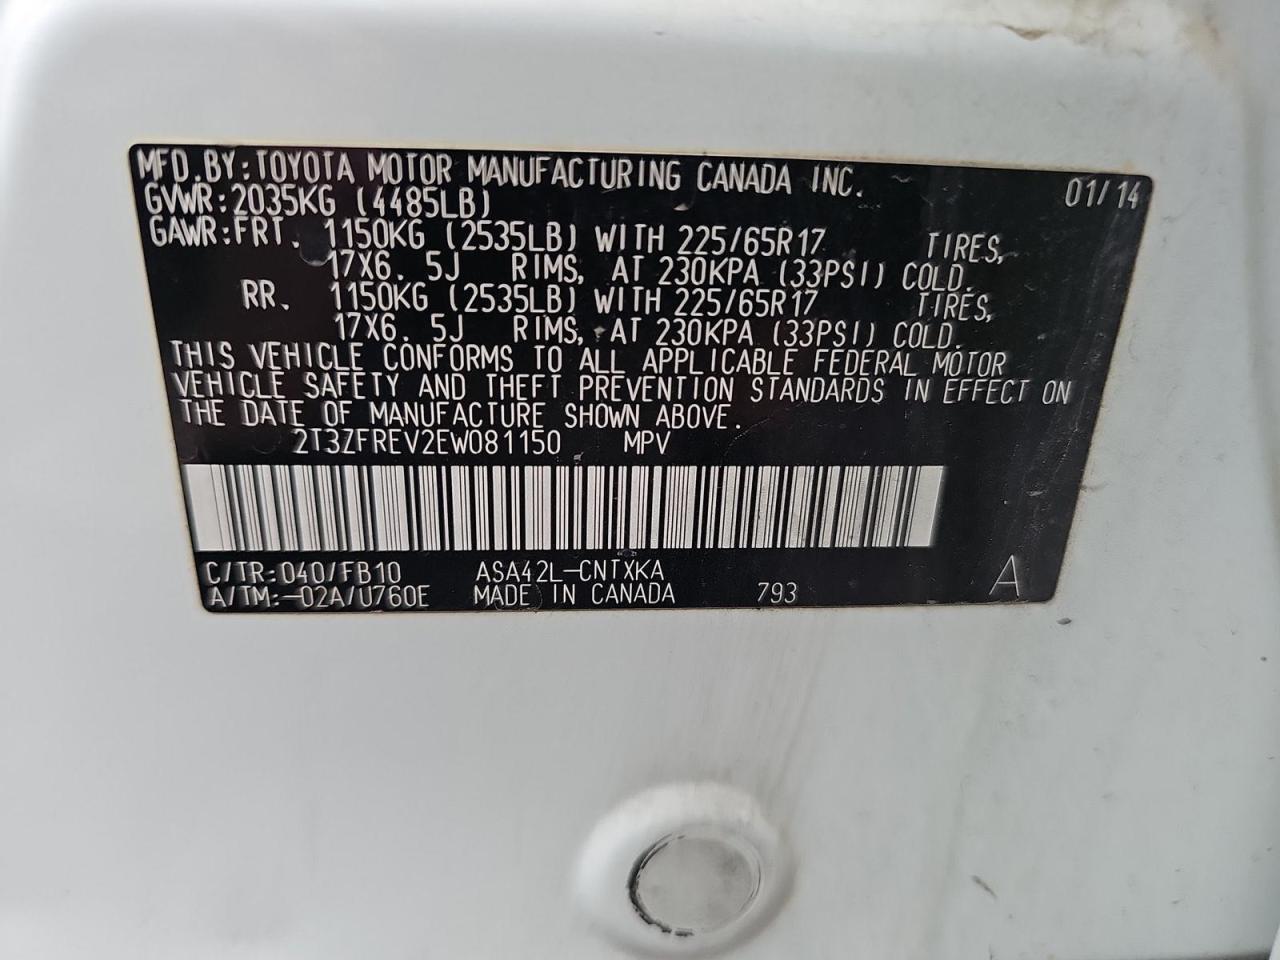 MFD.BY:TOYOTA MOTOR MANUFACTURING CANADA INC. 01/14
GVWR:2035KG (4485LB)
GAWR:FRT. 1150KG (2535LB) WITH 225/65R17 TIRES,
17X6.5J RIMS, AT 230KPA (33PSI) COLD.
RR. 1150KG (2535LB) WITH 225/65R17 TIRES,
17X6.5J RIMS, AT 230KPA (33PSI) COLD.
THIS VEHICLE CONFORMS TO ALL APPLICABLE FEDERAL MOTOR
VEHICLE SAFETY AND THEFT PREVENTION STANDARDS IN EFFECT ON
THE DATE OF MANUFACTURE SHOWN ABOVE.
2T3ZFREV2EW081150 MPV
C/TR:040/FB10 ASA42L-CNTXKA A
A/TM:-02A/U760E MADE IN CANADA 793